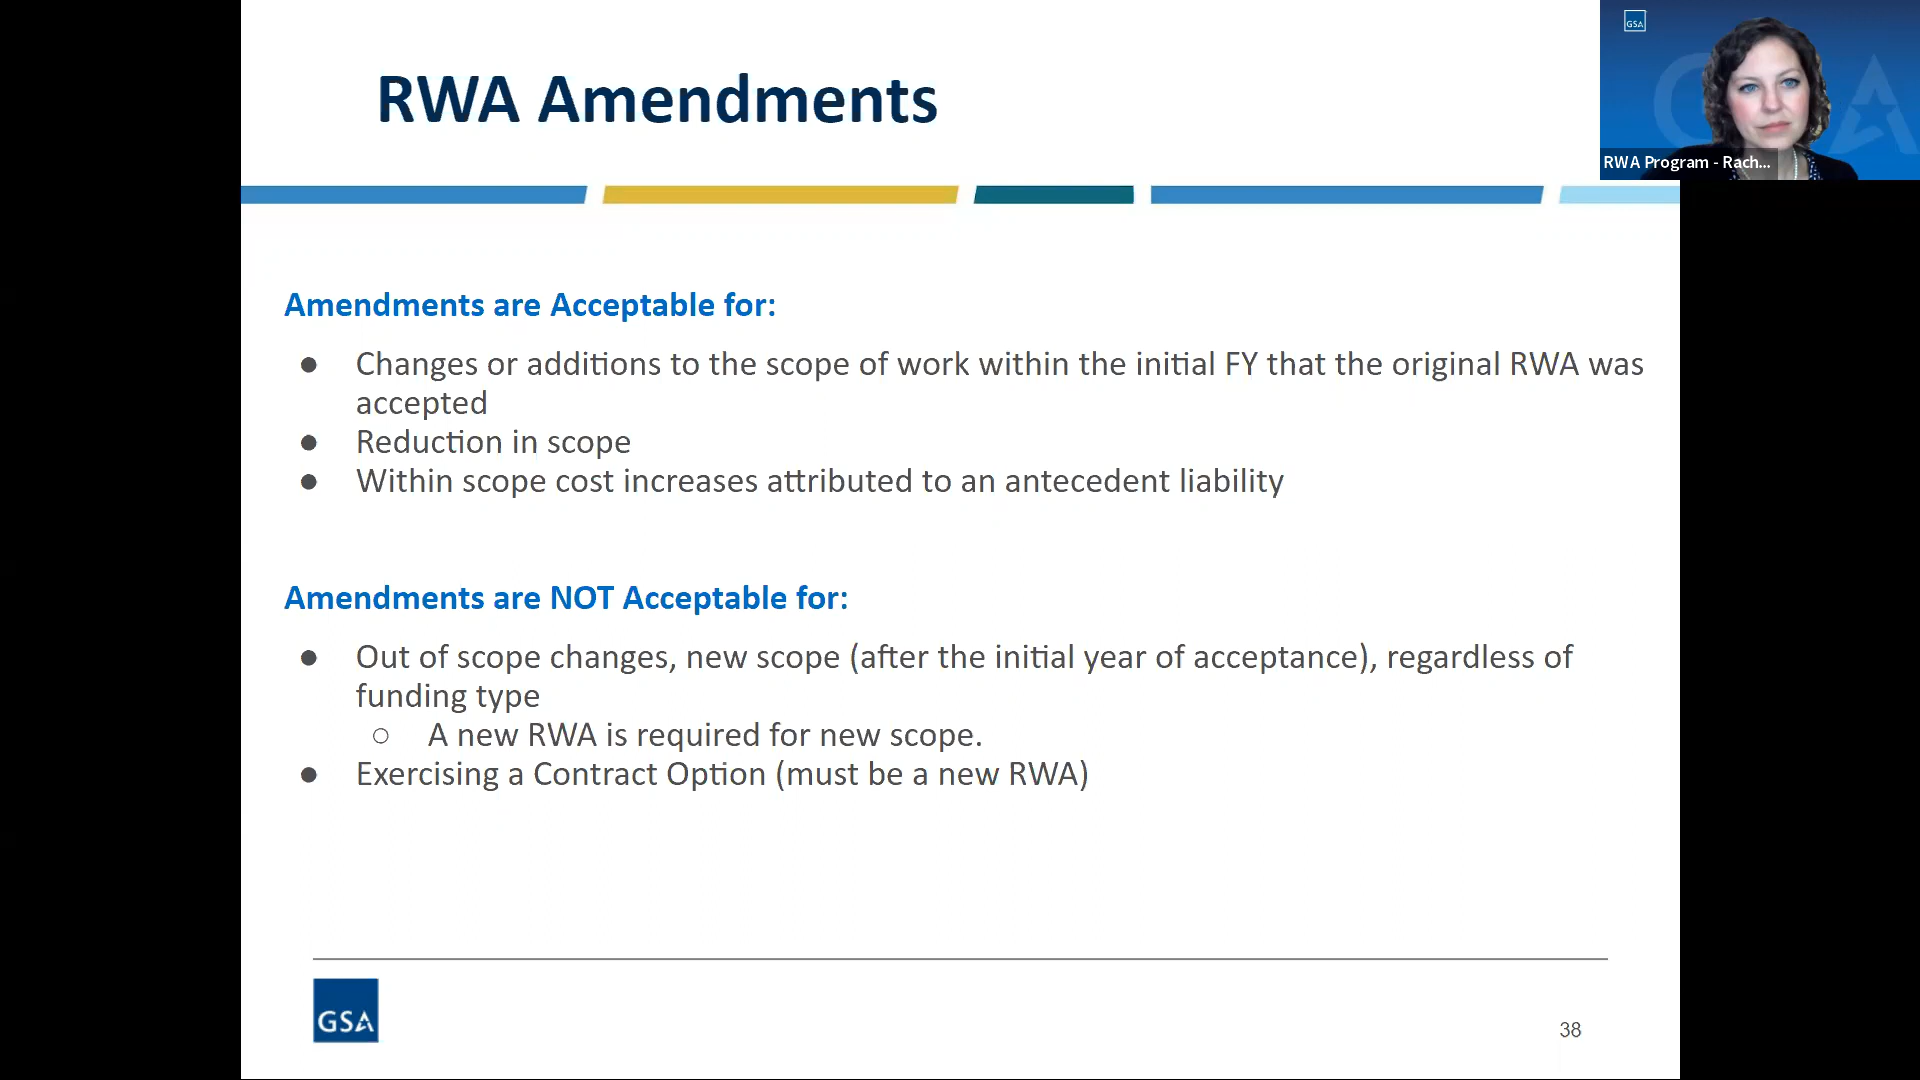 RWA Amendments
GSA
RWA Program - Rach...
Amendments are Acceptable for:
● Changes or additions to the scope of work within the initial FY that the original RWA was
accepted
● Reduction in scope
● Within scope cost increases attributed to an antecedent liability
Amendments are NOT Acceptable for:
● Out of scope changes, new scope (after the initial year of acceptance), regardless of
funding type
○ A new RWA is required for new scope.
● Exercising a Contract Option (must be a new RWA)
GSA
38